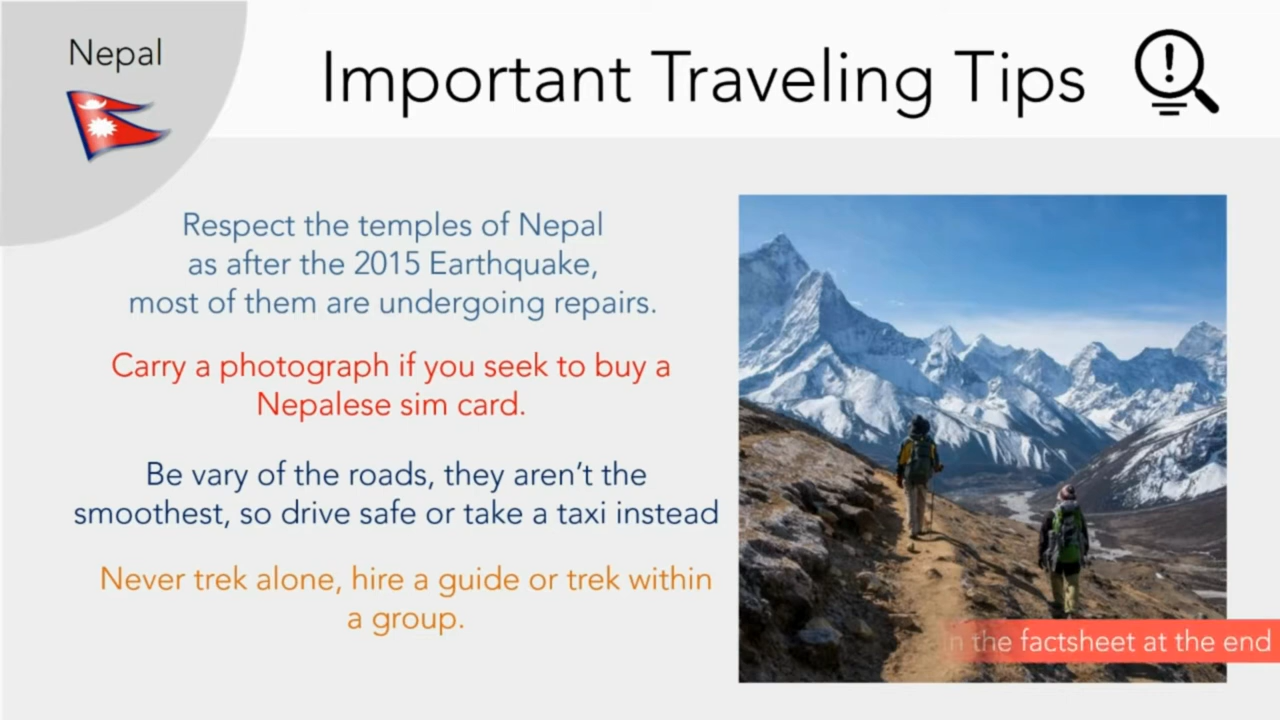 Nepal
Important Traveling Tips
Respect the temples of Nepal
as after the 2015 Earthquake,
most of them are undergoing repairs.
Carry a photograph if you seek to buy a
Nepalese sim card.
Be vary of the roads, they aren't the
smoothest, so drive safe or take a taxi instead
Never trek alone, hire a guide or trek within
a group.
the factsheet at the end